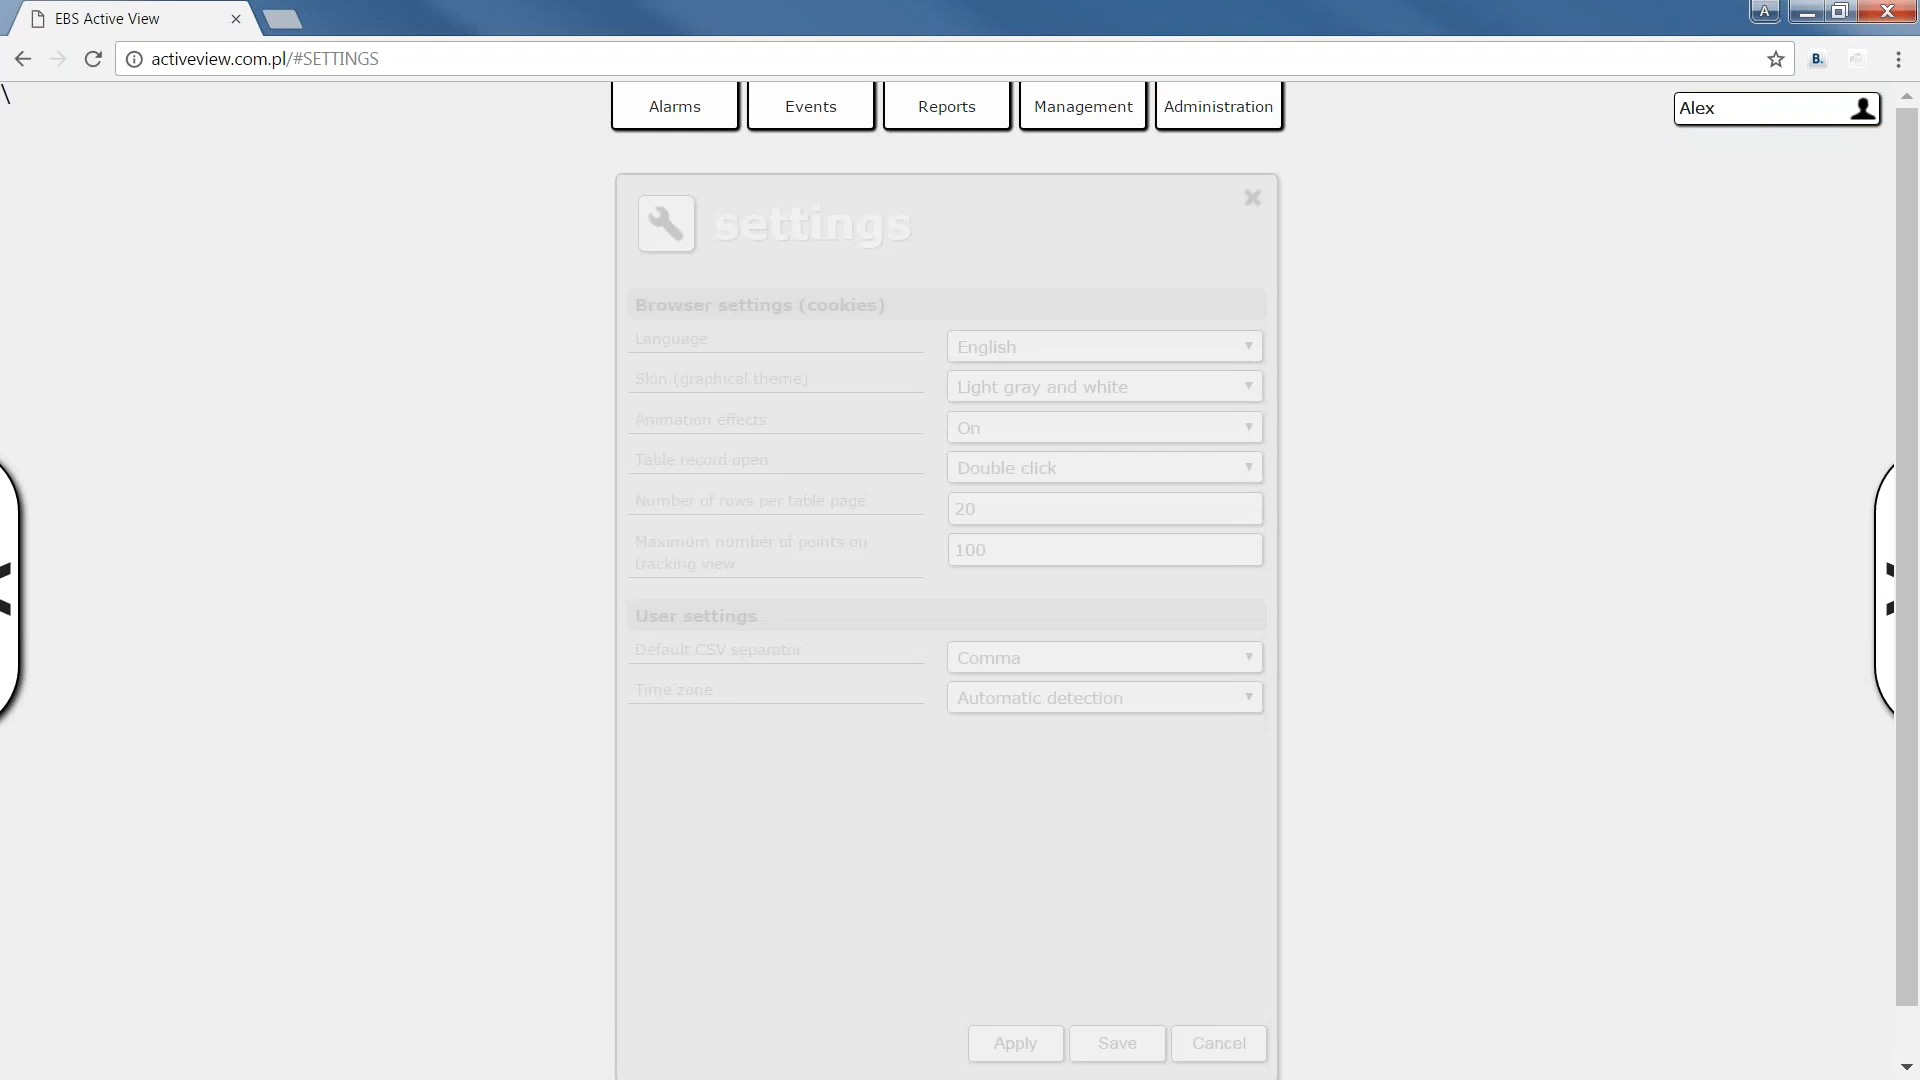 EBS Active View
A
activeview.com.pl/#SETTINGS
B.
\
Alarms
Events
Reports
Management
Administration
Alex
settings
Browser settings (cookies)
Language
English
Skin (graphical theme)
Light gray and white
Animation effects
On
Table record open
Double click
Number of rows per table page
20
Maximum number of points on
tracking view
100
User settings
Default CSV separator
Comma
Time zone
Automatic detection
Apply
Save
Cancel